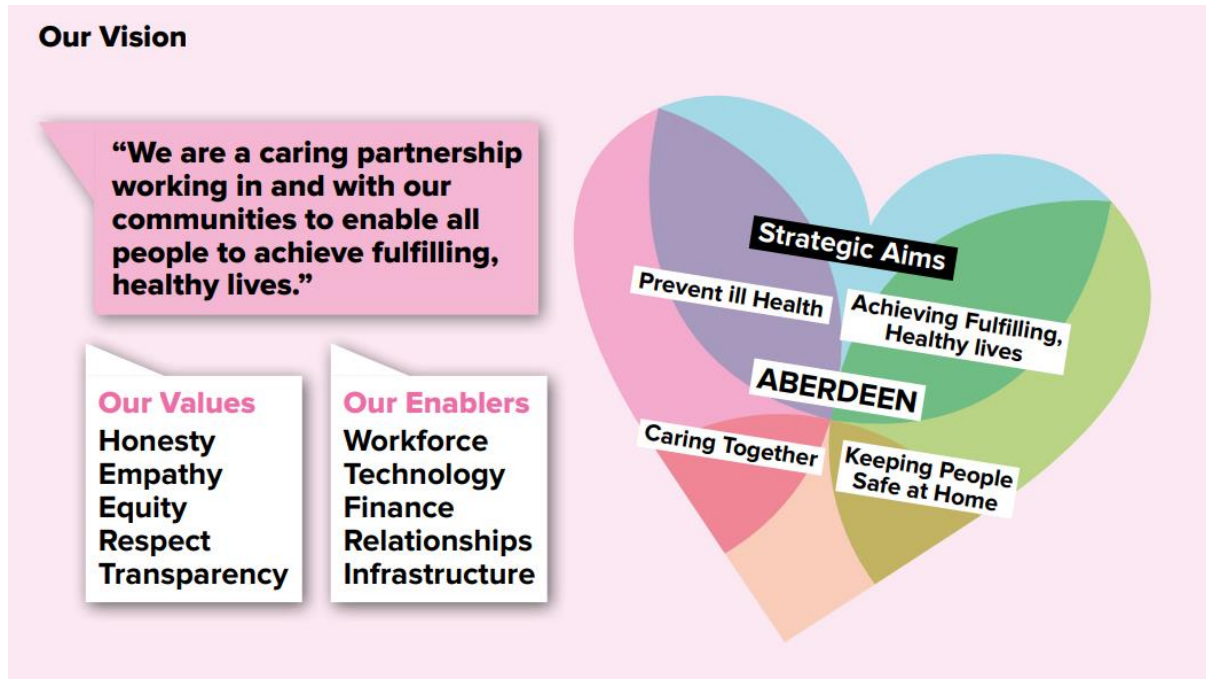 Our Vision
“We are a caring partnership
working in and with our
communities to enable all
people to achieve fulfilling,
healthy lives.”
Our Values
Honesty
Empathy
Equity
Respect
Transparency
Our Enablers
Workforce
Technology
Finance
Relationships
Infrastructure
Strategic Aims
Prevent ill Health
Achieving Fulfilling,
Healthy lives
ABERDEEN
Caring Together
Keeping People
Safe at Home